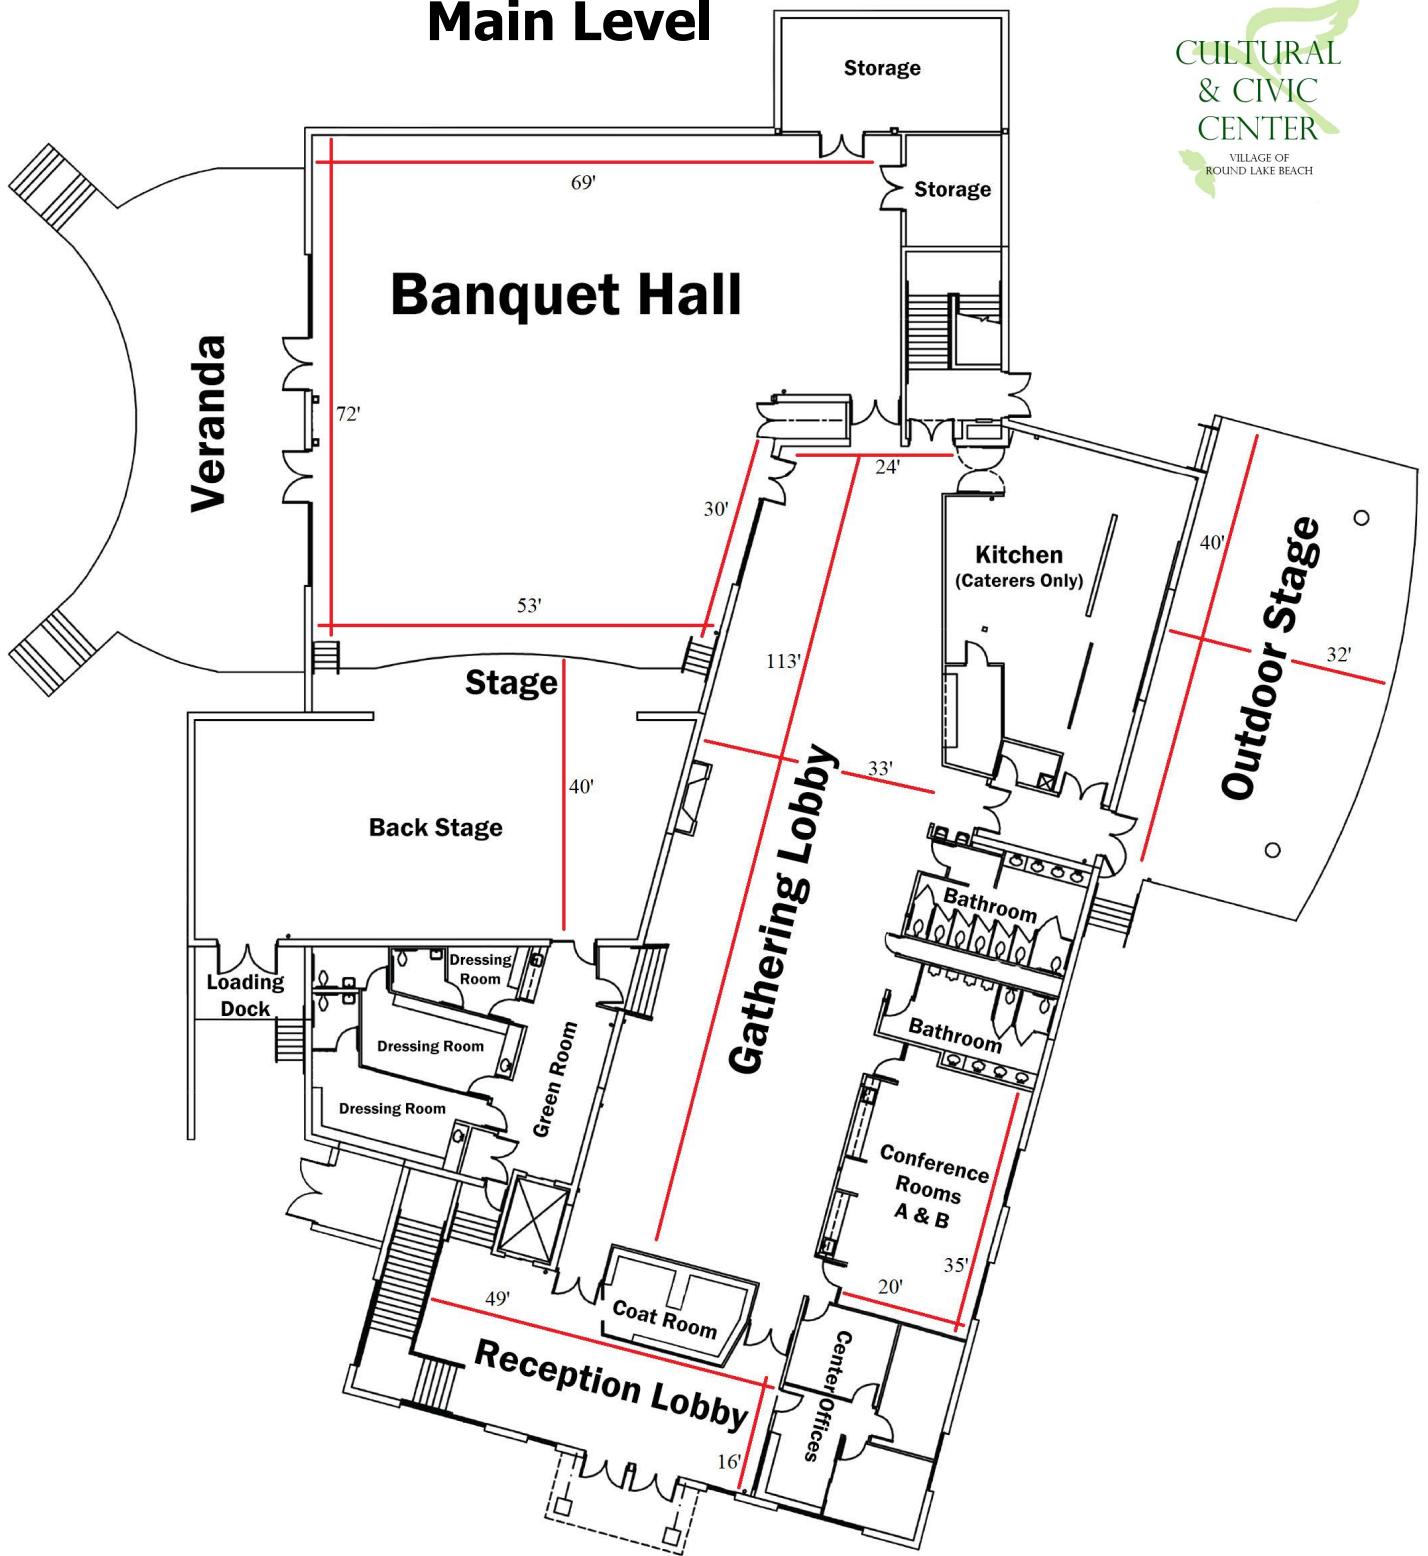 Main Level
CULTURAL
& CIVIC
CENTER
VILLAGE OF
ROUND LAKE BEACH
Storage
69'
Storage
Banquet Hall
Veranda
72'
24'
30'
40'
Kitchen
(Caterers Only)
Outdoor Stage
53'
113'
32'
Stage
33'
40'
Back Stage
Gathering Lobby
Bathroom
Dressing
Room
Loading
Dock
Bathroom
Dressing Room
Green Room
Dressing Room
Conference
Rooms
A & B
35'
20'
49'
Coat Room
Reception Lobby
Center Offices
16'